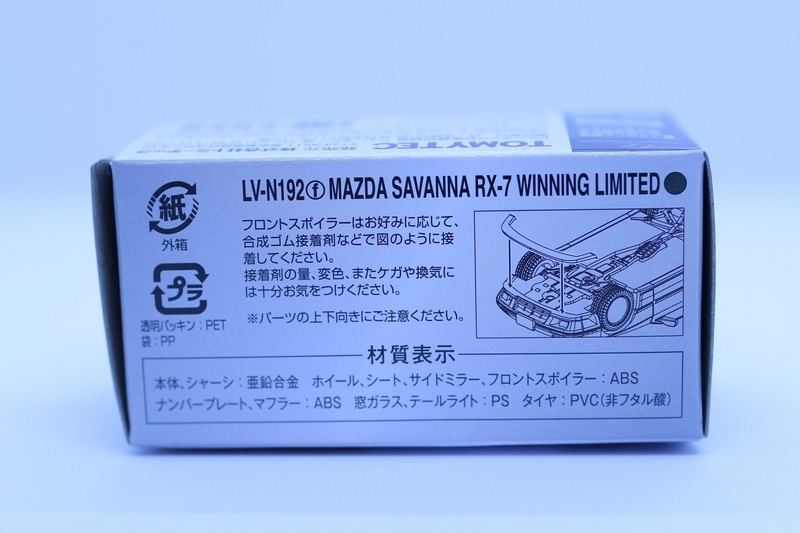 TOMYTEC
LV-N192ⓕ MAZDA SAVANNA RX-7 WINNING LIMITED
紙
外箱
プラ
透明パッキン：PET
袋：PP
フロントスポイラーはお好みに応じて、
合成ゴム接着剤などで図のように接
着してください。
接着剤の量、変色、またケガや換気に
は十分お気をつけください。
※パーツの上下向きにご注意ください。
材質表示
本体、シャーシ：亜鉛合金 ホイール、シート、サイドミラー、フロントスポイラー：ABS
ナンバープレート、マフラー：ABS 窓ガラス、テールライト：PS タイヤ：PVC（非フタル酸）